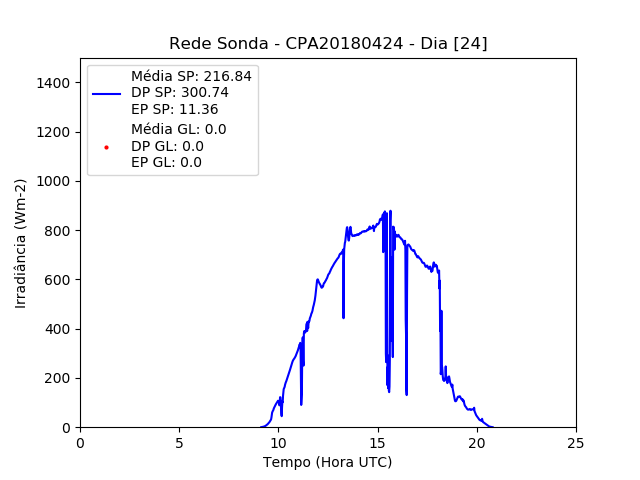 Rede Sonda - CPA20180424 - Dia [24]
Média SP: 216.84
DP SP: 300.74
EP SP: 11.36
Média GL: 0.0
DP GL: 0.0
EP GL: 0.0
Irradiância (Wm-2)
1400
1200
1000
800
600
400
200
0
0 5 10 15 20 25
Tempo (Hora UTC)